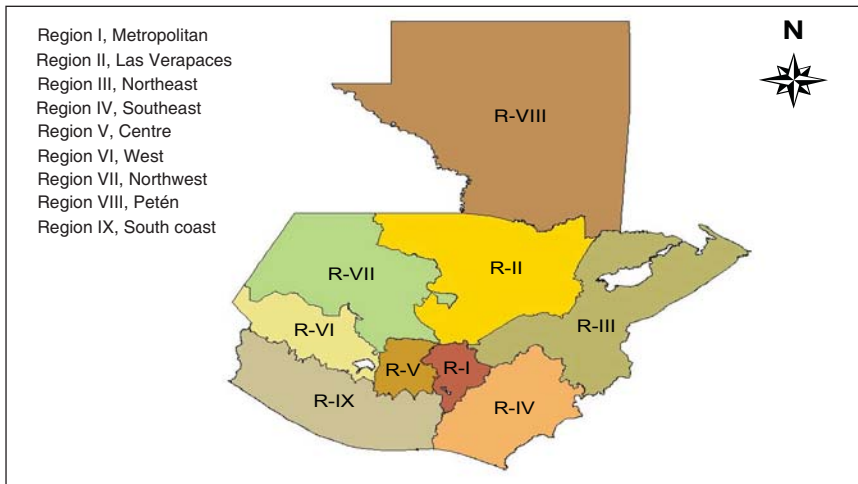 Region I, Metropolitan
Region II, Las Verapaces
Region III, Northeast
Region IV, Southeast
Region V, Centre
Region VI, West
Region VII, Northwest
Region VIII, Petén
Region IX, South coast
N
R-VIII
R-II
R-VII
R-III
R-VI
R-V
R-I
R-IX
R-IV